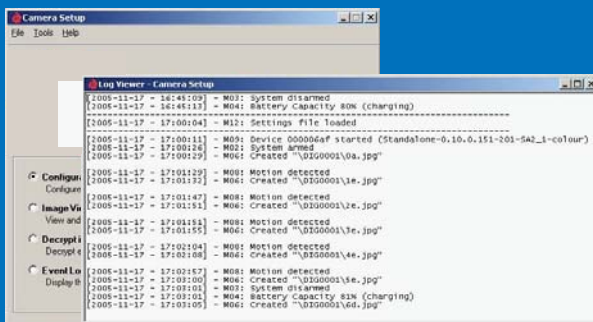 Camera Setup
File Tools Help
Log Viewer - Camera Setup
[2005-11-17 - 16:45:09] - M03: System disarmed
[2005-11-17 - 16:45:13] - M04: Battery Capacity 80% (charging)
[2005-11-17 - 17:00:04] - M12: Settings file loaded
[2005-11-17 - 17:00:11] - M09: Device 000006af started (Standalone-0.10.0.151-201-SA2_1-colour)
[2005-11-17 - 17:00:26] - M02: System armed
[2005-11-17 - 17:00:29] - M06: Created "\DIG0001\0a.jpg"
[2005-11-17 - 17:01:29] - M08: Motion detected
[2005-11-17 - 17:01:32] - M06: Created "\DIG0001\1e.jpg"
[2005-11-17 - 17:01:47] - M08: Motion detected
[2005-11-17 - 17:01:51] - M06: Created "\DIG0001\2e.jpg"
[2005-11-17 - 17:01:51] - M08: Motion detected
[2005-11-17 - 17:01:55] - M06: Created "\DIG0001\3e.jpg"
[2005-11-17 - 17:02:04] - M08: Motion detected
[2005-11-17 - 17:02:08] - M06: Created "\DIG0001\4e.jpg"
[2005-11-17 - 17:02:57] - M08: Motion detected
[2005-11-17 - 17:03:00] - M06: Created "\DIG0001\5e.jpg"
[2005-11-17 - 17:03:01] - M03: System disarmed
[2005-11-17 - 17:03:01] - M04: Battery Capacity 81% (charging)
[2005-11-17 - 17:03:05] - M06: Created "\DIG0001\6d.jpg"
Configura
Configure
Image Vi
View and
Decrypti
Decrypt e
Event Lo
Display th